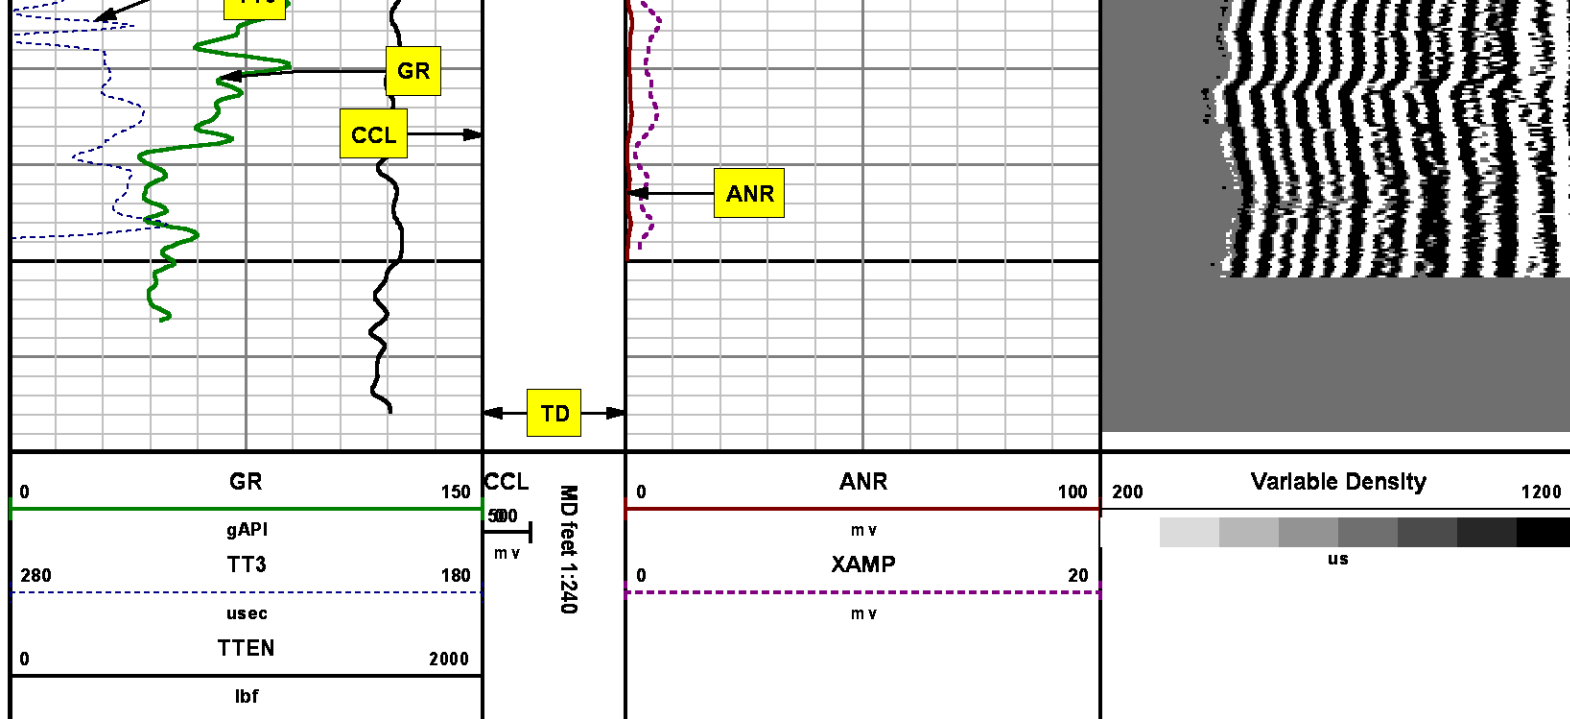 TT3
GR
CCL
ANR
TD
0 GR 150
gAPI
TT3
280 180
usec
TTEN
0 2000
lbf
CCL
mv
MD feet 1:240
0 ANR 100
mv
XAMP
0 20
mv
Variable Density
200 1200
us